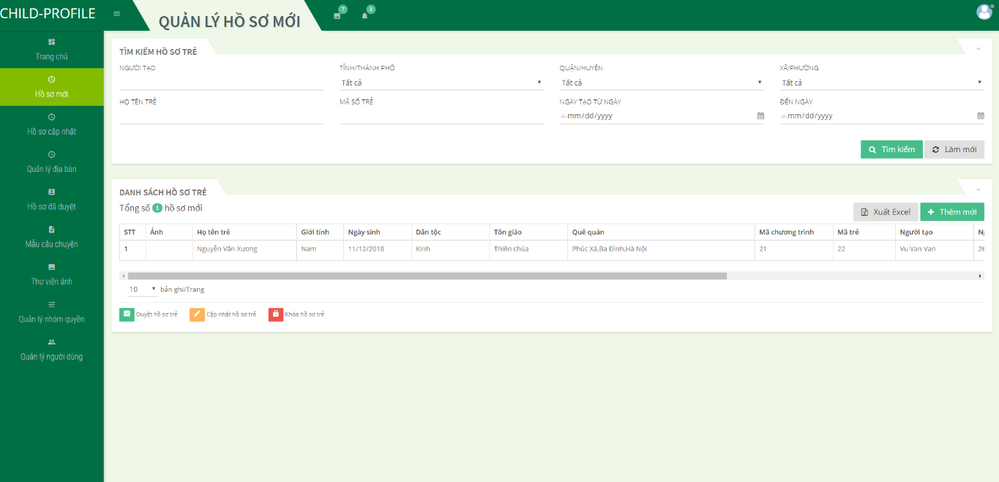 CHILD-PROFILE
QUẢN LÝ HỒ SƠ MỚI
7
3
Trang chủ
Hồ sơ mới
Hồ sơ cập nhật
Quản lý địa bàn
Hồ sơ đã duyệt
Mẫu câu chuyện
Thư viện ảnh
Quản lý nhóm quyền
Quản lý người dùng
TÌM KIẾM HỒ SƠ TRẺ
NGƯỜI TẠO TỈNH/THÀNH PHỐ QUẬN/HUYỆN XÃ/PHƯỜNG
Tất cả Tất cả Tất cả
HỌ TÊN TRẺ MÃ SỐ TRẺ NGÀY TẠO TỪ NGÀY ĐẾN NGÀY
mm/dd/yyyy mm/dd/yyyy
Tìm kiếm Làm mới
DANH SÁCH HỒ SƠ TRẺ
Tổng số 1 hồ sơ mới
Xuất Excel Thêm mới
STT Ảnh Họ tên trẻ Giới tính Ngày sinh Dân tộc Tôn giáo Quê quán Mã chương trình Mã trẻ Người tạo
1 Nguyễn Văn Xương Nam 11/12/2018 Kinh Thiên chúa Phúc Xá,Ba Đình,Hà Nội 21 22 Vu Van Van
10 bản ghi/Trang
Duyệt hồ sơ trẻ Cập nhật hồ sơ trẻ Khóa hồ sơ trẻ